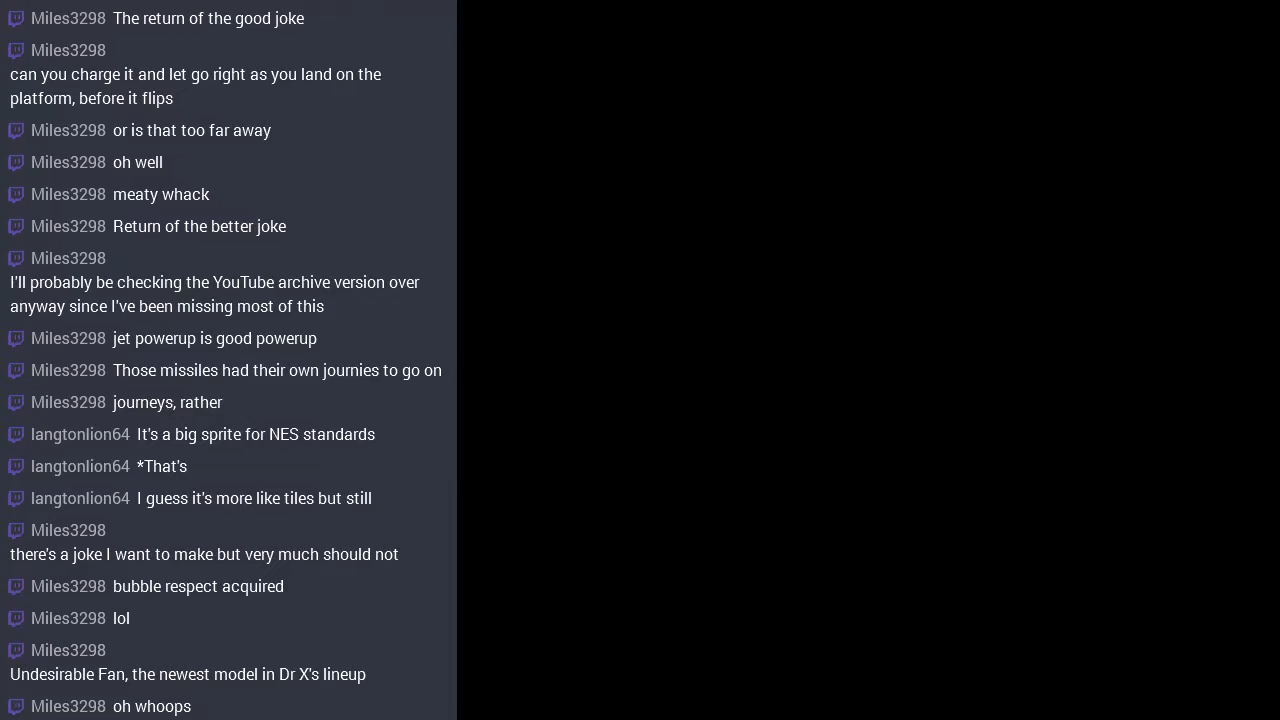 Miles3298 The return of the good joke
Miles3298
can you charge it and let go right as you land on the
platform, before it flips
Miles3298 or is that too far away
Miles3298 oh well
Miles3298 meaty whack
Miles3298 Return of the better joke
Miles3298
I'll probably be checking the YouTube archive version over
anyway since I've been missing most of this
Miles3298 jet powerup is good powerup
Miles3298 Those missiles had their own journies to go on
Miles3298 journeys, rather
langtonlion64 It's a big sprite for NES standards
langtonlion64 *That's
langtonlion64 I guess it's more like tiles but still
Miles3298
there's a joke I want to make but very much should not
Miles3298 bubble respect acquired
Miles3298 lol
Miles3298
Undesirable Fan, the newest model in Dr X's lineup
Miles3298 oh whoops